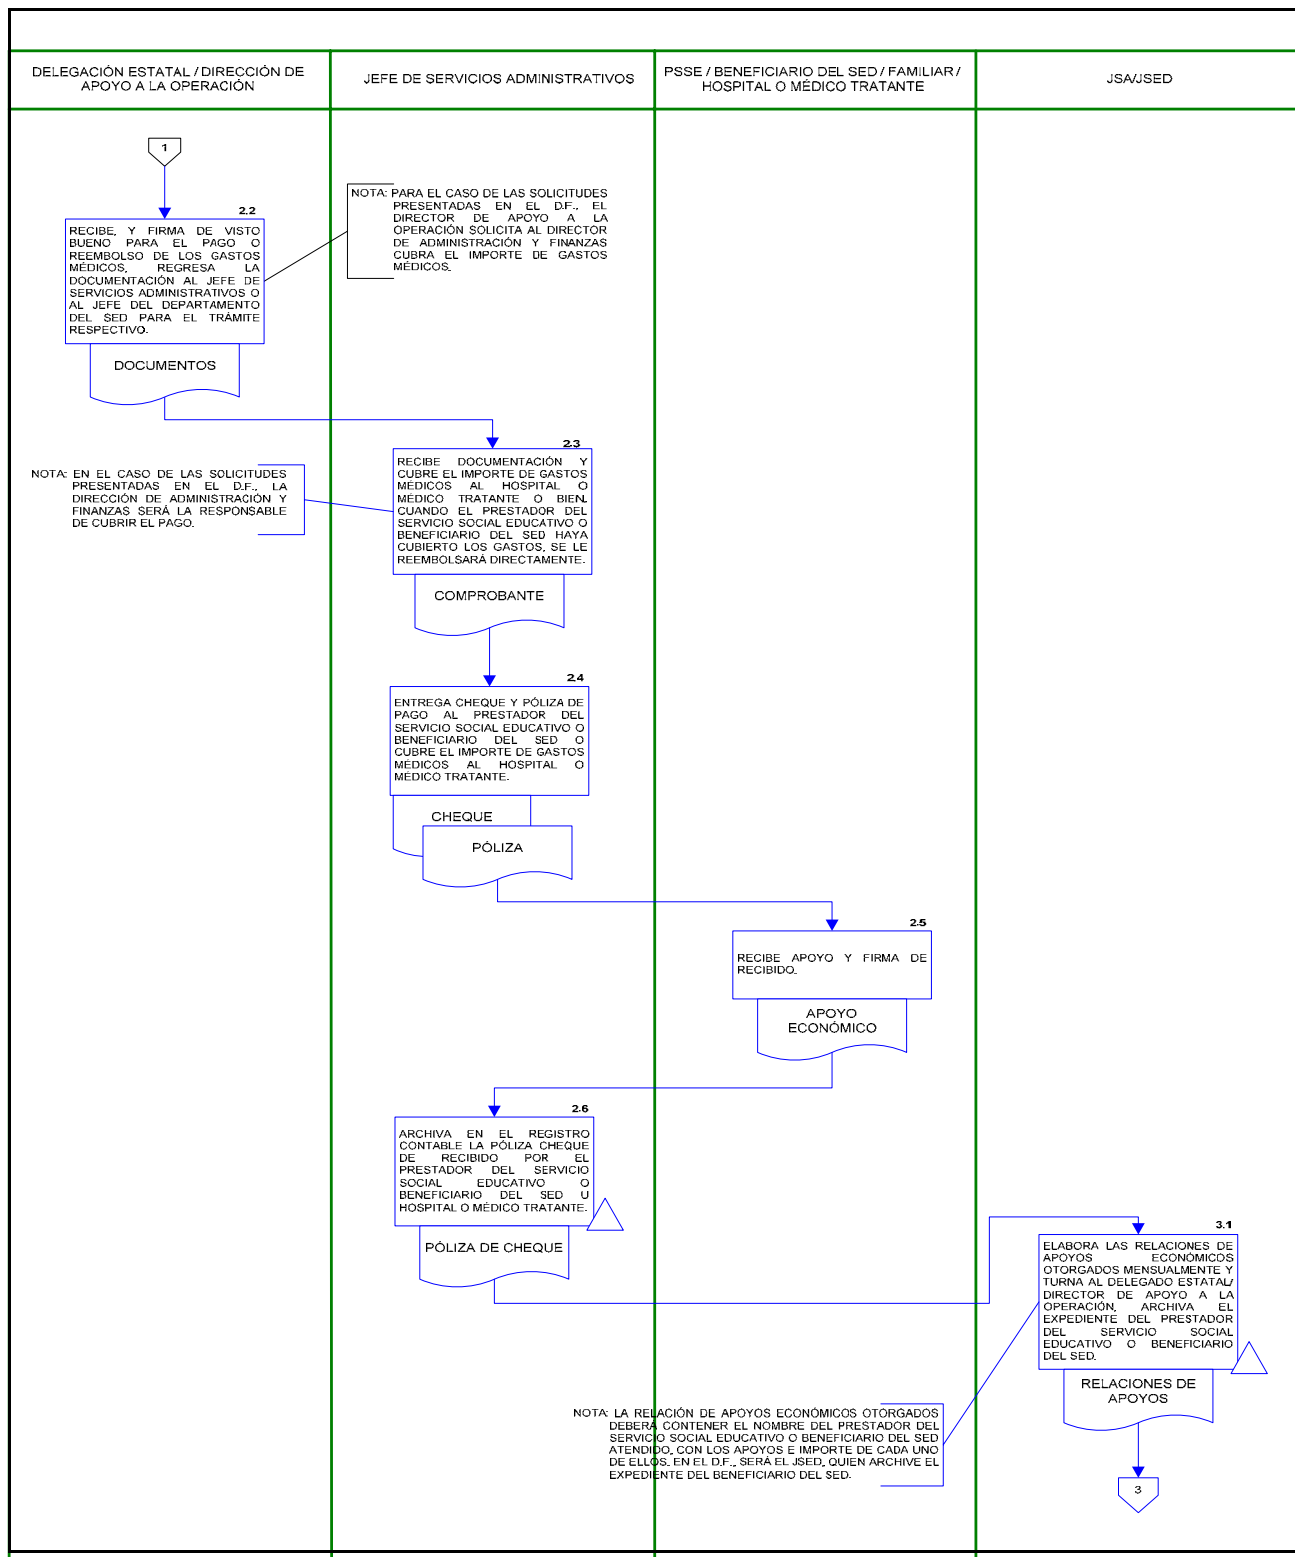 DELEGACIÓN ESTATAL / DIRECCIÓN DE
APOYO A LA OPERACIÓN
JEFE DE SERVICIOS ADMINISTRATIVOS
PSSE / BENEFICIARIO DEL SED / FAMILIAR /
HOSPITAL O MÉDICO TRATANTE
JSA/JSED
1
2.2
RECIBE, Y FIRMA DE VISTO
BUENO PARA EL PAGO O
REEMBOLSO DE LOS GASTOS
MÉDICOS, REGRESA LA
DOCUMENTACIÓN AL JEFE DE
SERVICIOS ADMINISTRATIVOS O
AL JEFE DEL DEPARTAMENTO
DEL SED PARA EL TRÁMITE
RESPECTIVO.
DOCUMENTOS
NOTA: PARA EL CASO DE LAS SOLICITUDES
PRESENTADAS EN EL D.F., EL
DIRECTOR DE APOYO A LA
OPERACIÓN SOLICITA AL DIRECTOR
DE ADMINISTRACIÓN Y FINANZAS
CUBRA EL IMPORTE DE GASTOS
MÉDICOS.
2.3
RECIBE DOCUMENTACIÓN Y
CUBRE EL IMPORTE DE GASTOS
MÉDICOS AL HOSPITAL O
MÉDICO TRATANTE O BIEN,
CUANDO EL PRESTADOR DEL
SERVICIO SOCIAL EDUCATIVO O
BENEFICIARIO DEL SED HAYA
CUBIERTO LOS GASTOS, SE LE
REEMBOLSARÁ DIRECTAMENTE.
COMPROBANTE
NOTA: EN EL CASO DE LAS SOLICITUDES
PRESENTADAS EN EL D.F., LA
DIRECCIÓN DE ADMINISTRACIÓN Y
FINANZAS SERÁ LA RESPONSABLE
DE CUBRIR EL PAGO.
2.4
ENTREGA CHEQUE Y PÓLIZA DE
PAGO AL PRESTADOR DEL
SERVICIO SOCIAL EDUCATIVO O
BENEFICIARIO DEL SED O
CUBRE EL IMPORTE DE GASTOS
MÉDICOS AL HOSPITAL O
MÉDICO TRATANTE.
CHEQUE
PÓLIZA
2.5
RECIBE APOYO Y FIRMA DE
RECIBIDO.
APOYO
ECONÓMICO
2.6
ARCHIVA EN EL REGISTRO
CONTABLE LA PÓLIZA CHEQUE
DE RECIBIDO POR EL
PRESTADOR DEL SERVICIO
SOCIAL EDUCATIVO O
BENEFICIARIO DEL SED U
HOSPITAL O MÉDICO TRATANTE.
PÓLIZA DE CHEQUE
3.1
ELABORA LAS RELACIONES DE
APOYOS ECONÓMICOS
OTORGADOS MENSUALMENTE Y
TURNA AL DELEGADO ESTATAL/
DIRECTOR DE APOYO A LA
OPERACIÓN, ARCHIVA EL
EXPEDIENTE DEL PRESTADOR
DEL SERVICIO SOCIAL
EDUCATIVO O BENEFICIARIO
DEL SED.
RELACIONES DE
APOYOS
NOTA: LA RELACIÓN DE APOYOS ECONÓMICOS OTORGADOS
DEBERÁ CONTENER EL NOMBRE DEL PRESTADOR DEL
SERVICIO SOCIAL EDUCATIVO O BENEFICIARIO DEL SED
ATENDIDO, CON LOS APOYOS E IMPORTE DE CADA UNO
DE ELLOS. EN EL D.F., SERÁ EL JSED, QUIEN ARCHIVE EL
EXPEDIENTE DEL BENEFICIARIO DEL SED.
3